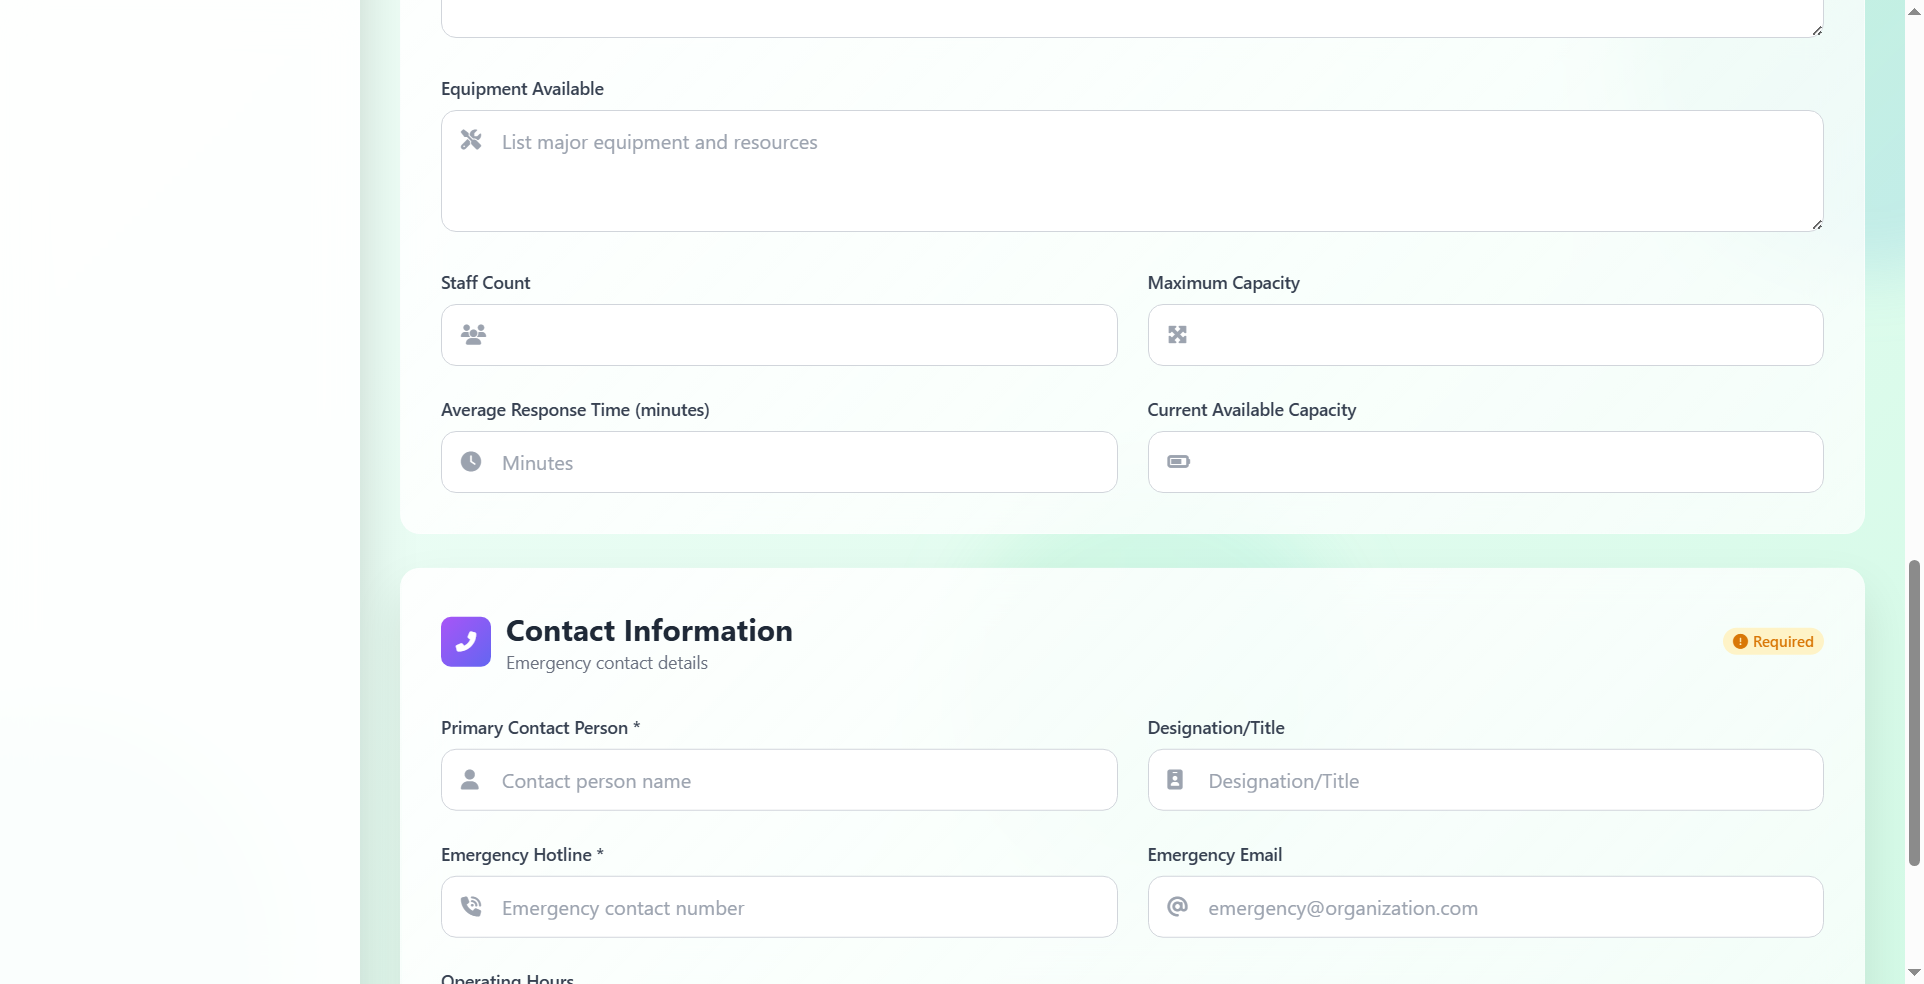 Equipment Available
List major equipment and resources
Staff Count
Maximum Capacity
Average Response Time (minutes)
Minutes
Current Available Capacity
Contact Information
Emergency contact details
Required
Primary Contact Person *
Contact person name
Designation/Title
Designation/Title
Emergency Hotline *
Emergency contact number
Emergency Email
emergency@organization.com
Operating Hours